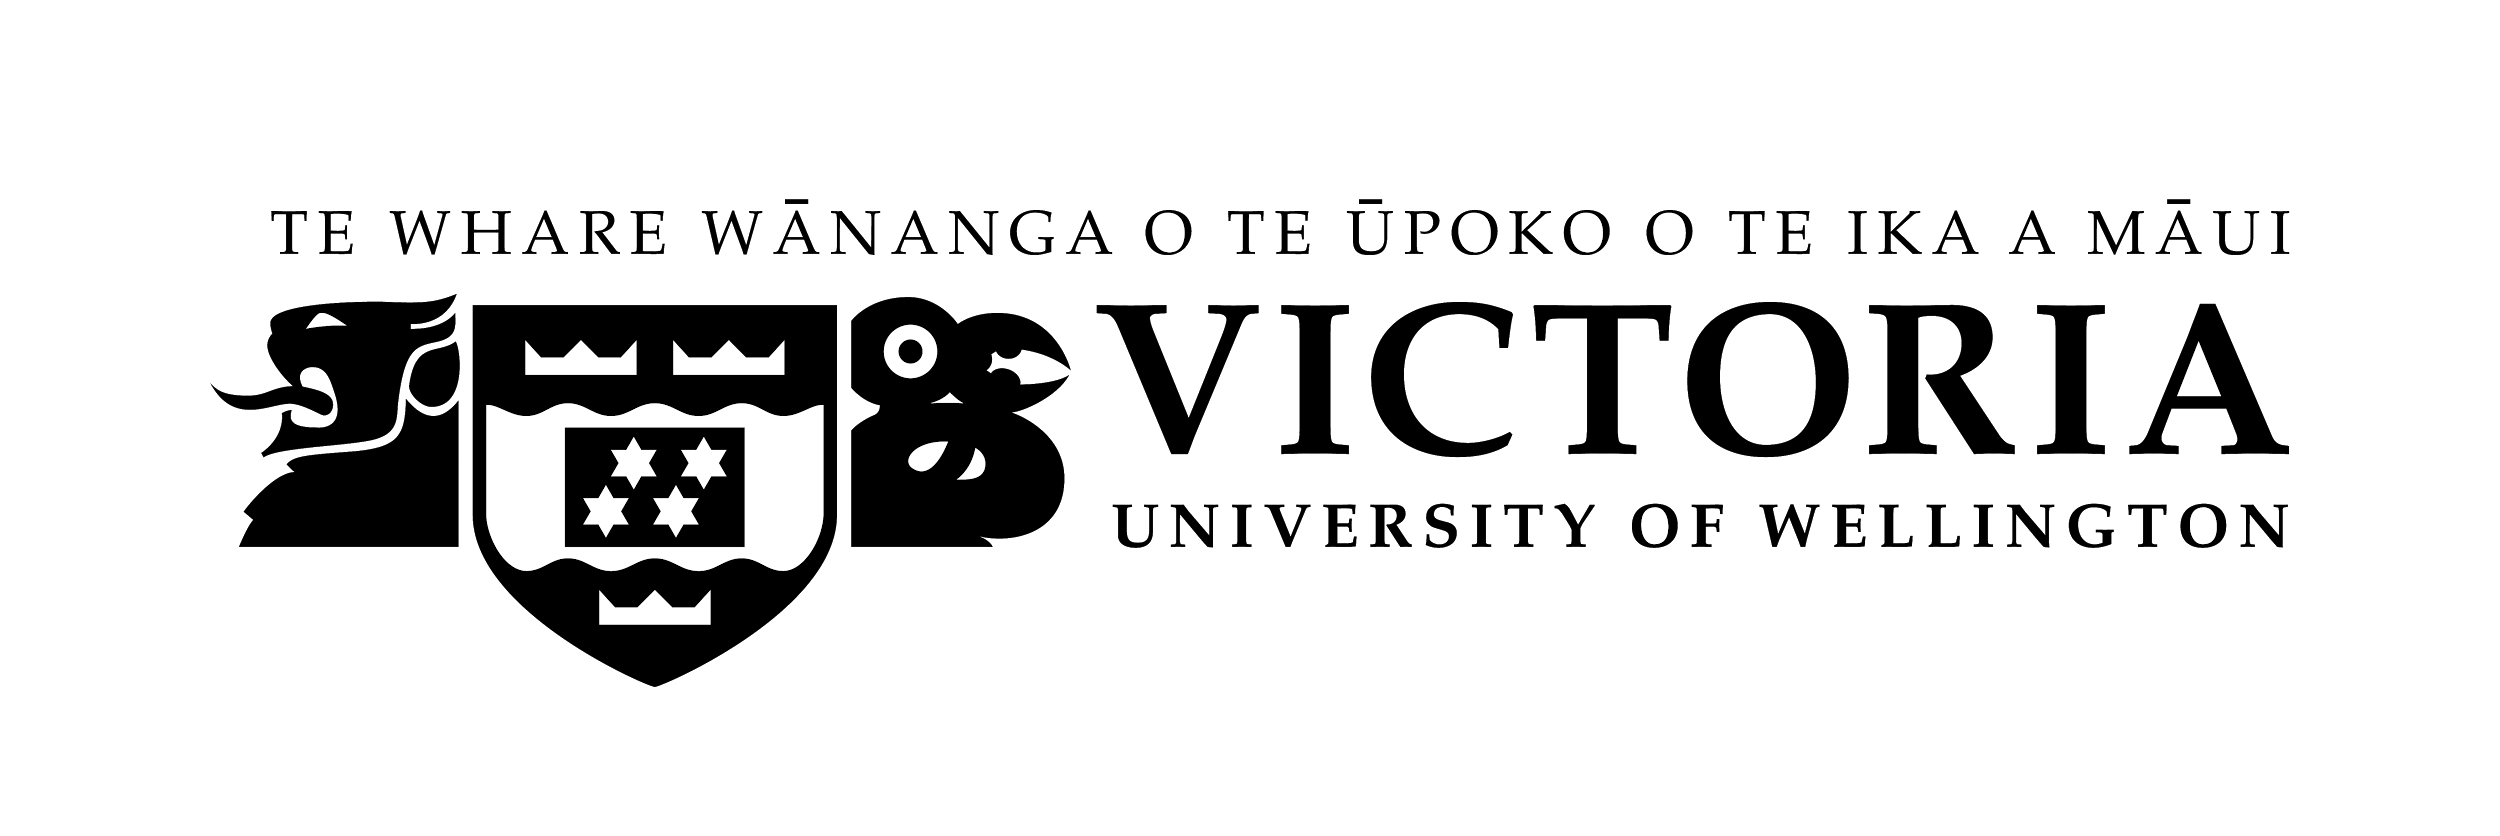 TE WHARE WĀNANGA O TE ŪPOKO O TE IKA A MĀUI
VICTORIA
UNIVERSITY OF WELLINGTON